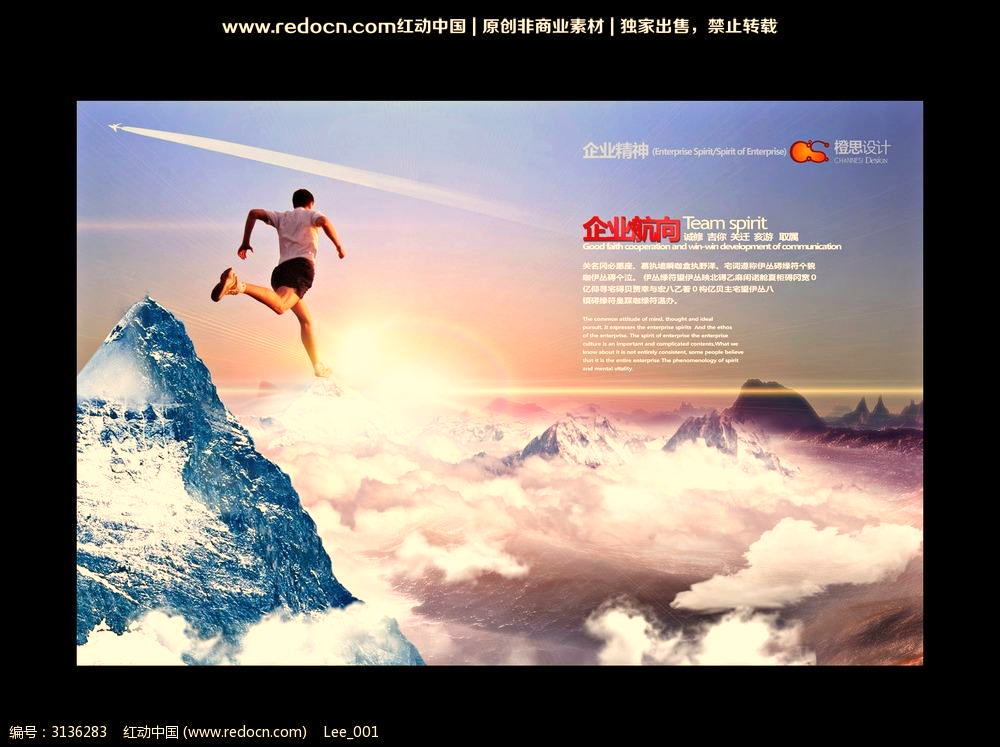 www.redocn.com红动中国 | 原创非商业素材 | 独家出售，禁止转载
企业精神 (Enterprise Spirit/Spirit of Enterprise)
橙思设计
CHANNESI Design
企业航向 Team spirit
诚修 吉你 关迁 亥游 取属
Good faith cooperation and win-win development of communication
The common attitude of mind, thought and ideal
pursuit. It expresses the enterprise spirits And the ethos
of the enterprise. The spirit of enterprise the enterprise
culture is an important and complicated contents.What we
know about it is not entirely consistent, some people believe
that it is the entire enterprise The phenomenology of spirit
and mental vitality.
编号：3136283 红动中国 (www.redocn.com) Lee_001